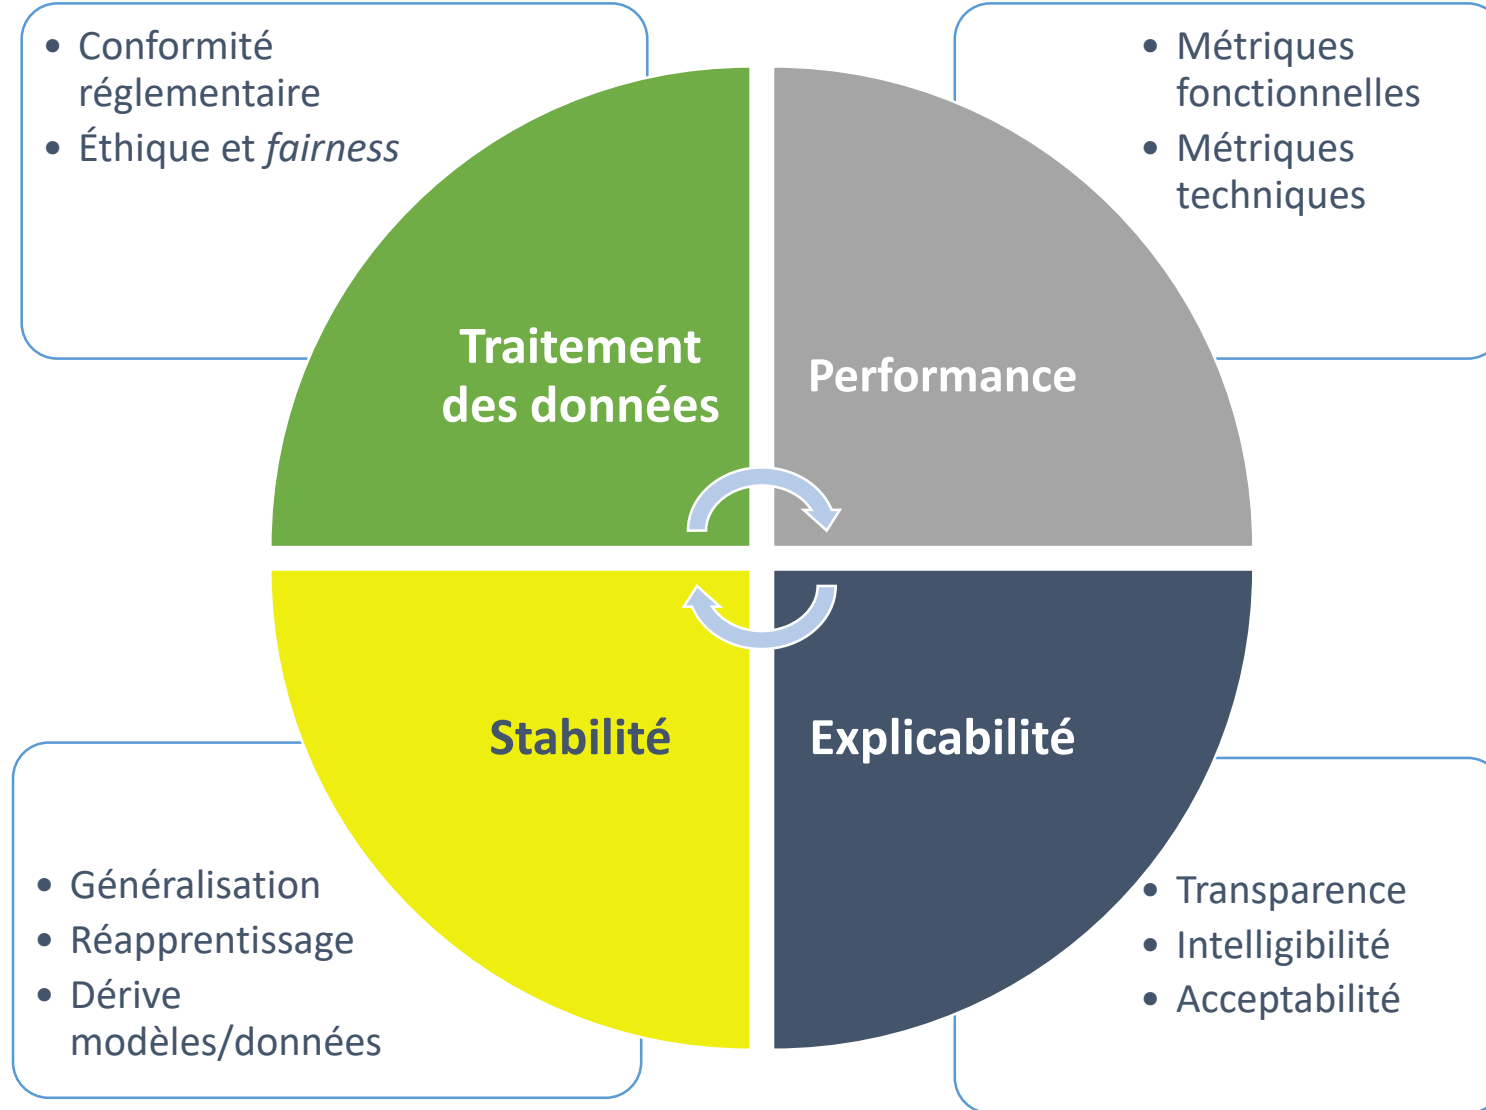 • Conformité
réglementaire
• Éthique et fairness
• Métriques
fonctionnelles
• Métriques
techniques
Traitement
des données
Performance
Stabilité
Explicabilité
• Généralisation
• Réapprentissage
• Dérive
modèles/données
• Transparence
• Intelligibilité
• Acceptabilité